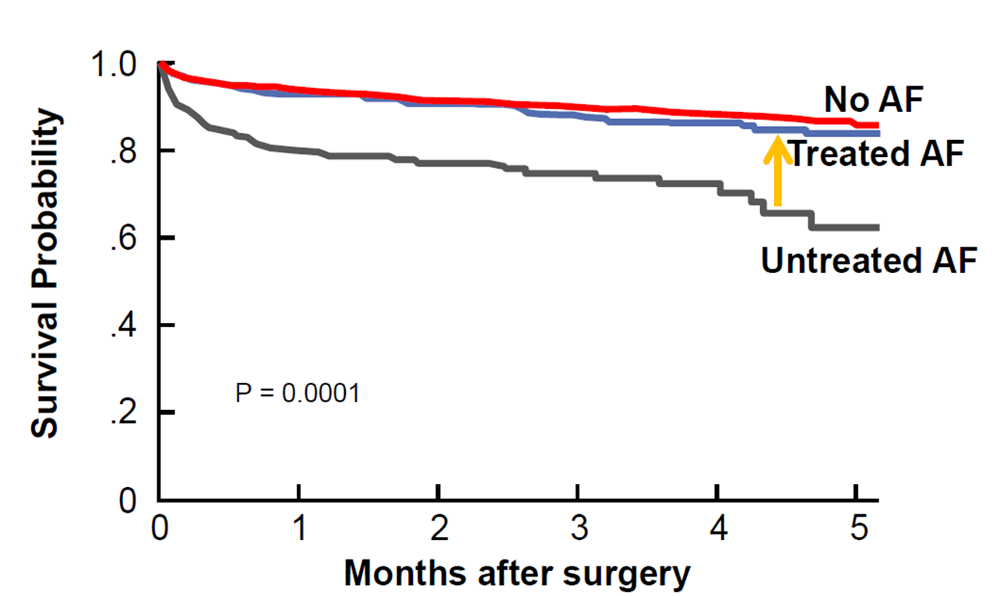 1.0
.8
.6
.4
.2
0
Survival Probability
No AF
Treated AF
Untreated AF
P = 0.0001
0 1 2 3 4 5
Months after surgery